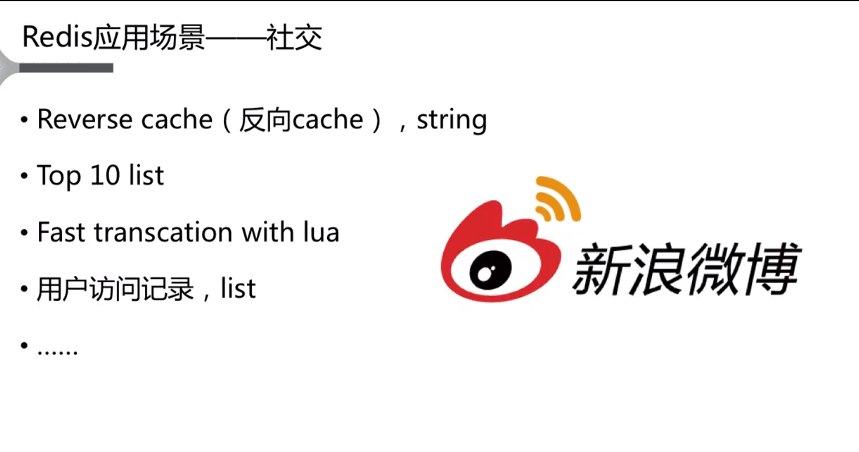 Redis应用场景——社交
• Reverse cache（反向cache），string
• Top 10 list
• Fast transcation with lua
• 用户访问记录，list
• ……
新浪微博